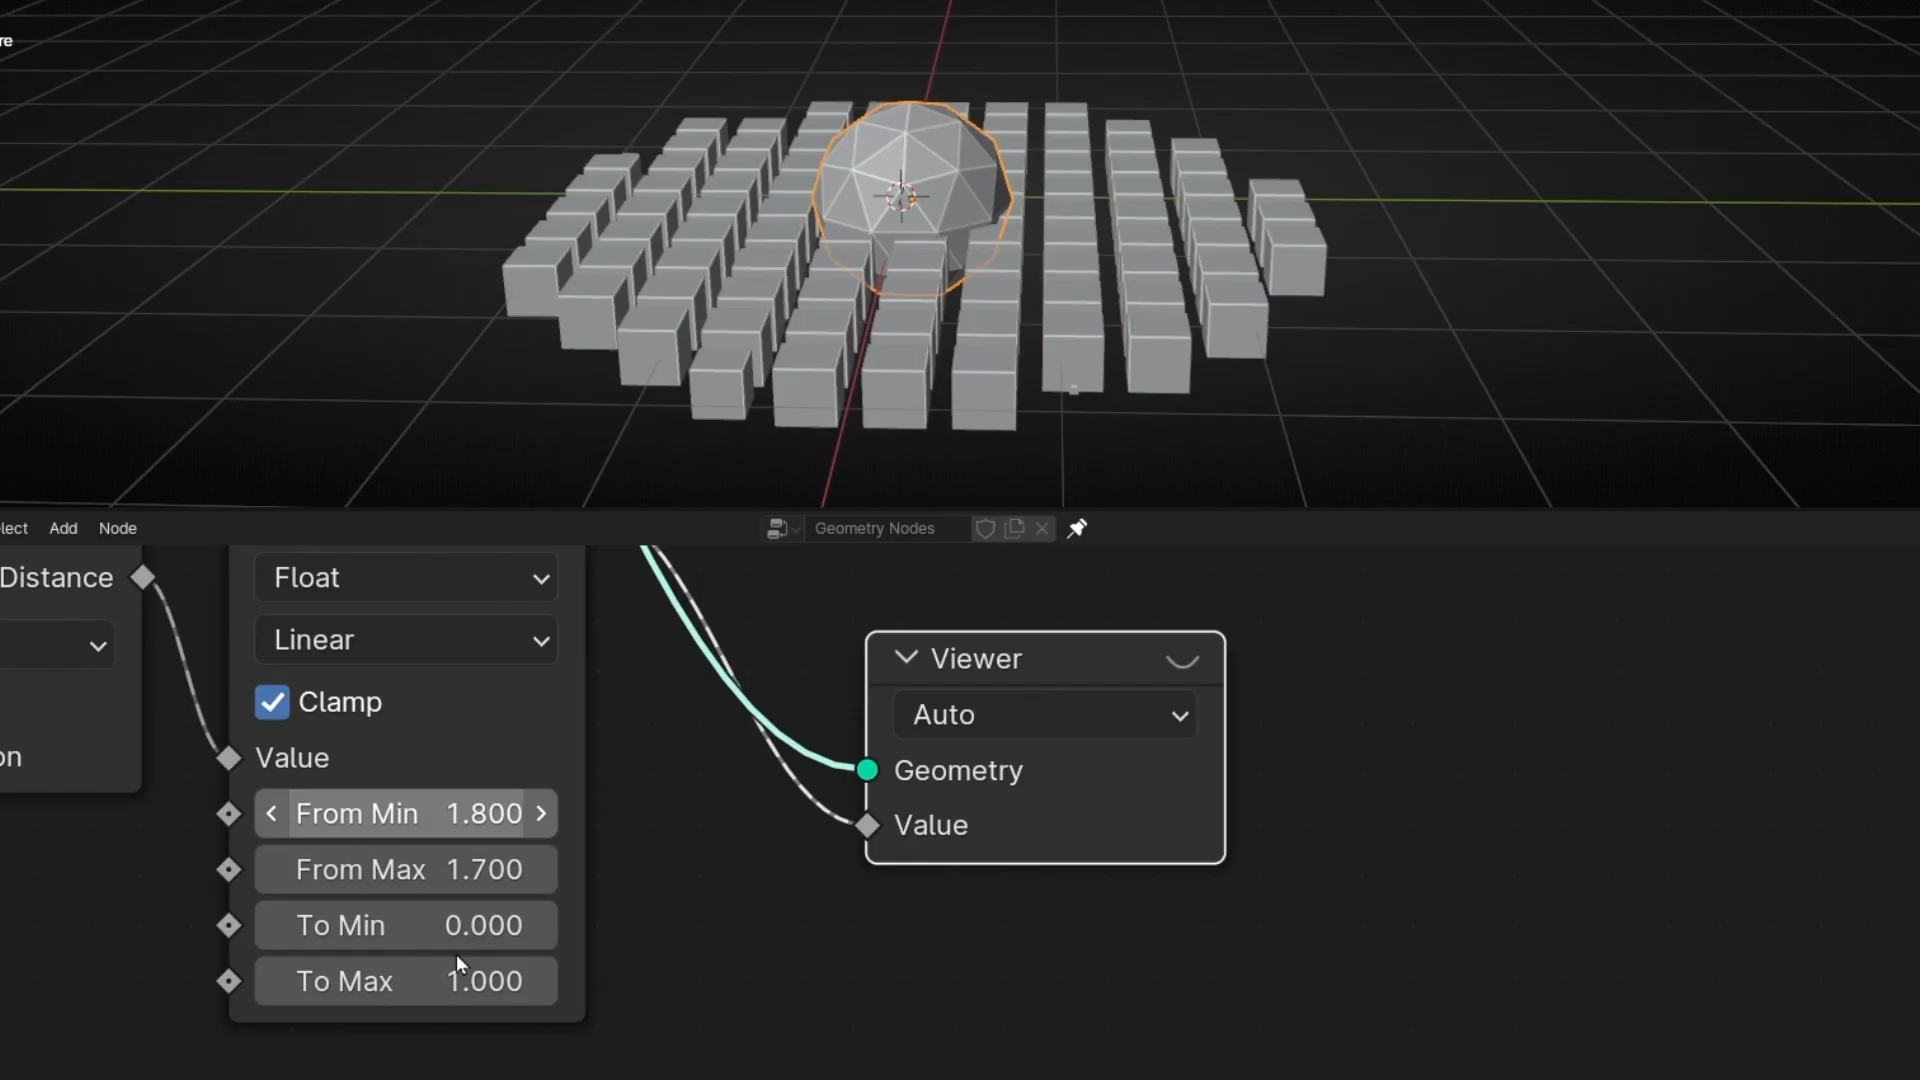 re
lect Add Node Geometry Nodes
Distance
Float
Linear
Clamp
on
Value
From Min 1.800
From Max 1.700
To Min 0.000
To Max 1.000
Viewer
Auto
Geometry
Value